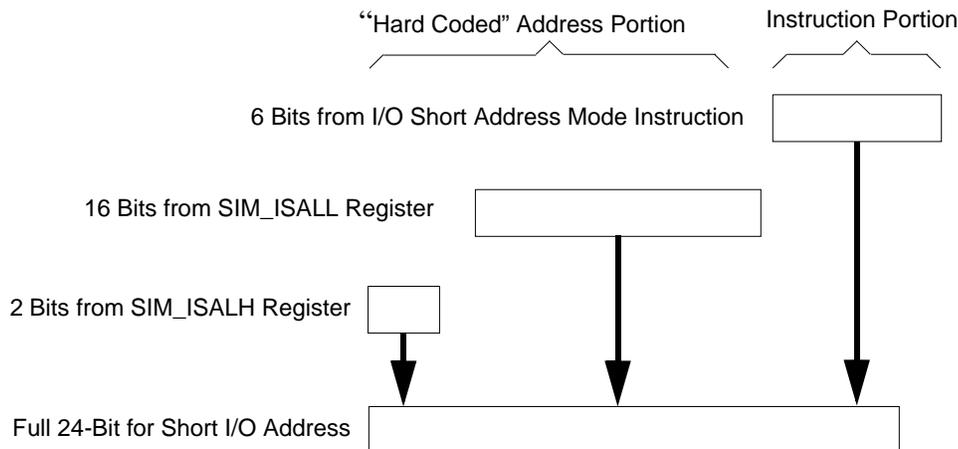 “Hard Coded” Address Portion
Instruction Portion
6 Bits from I/O Short Address Mode Instruction
16 Bits from SIM_ISALL Register
2 Bits from SIM_ISALH Register
Full 24-Bit for Short I/O Address